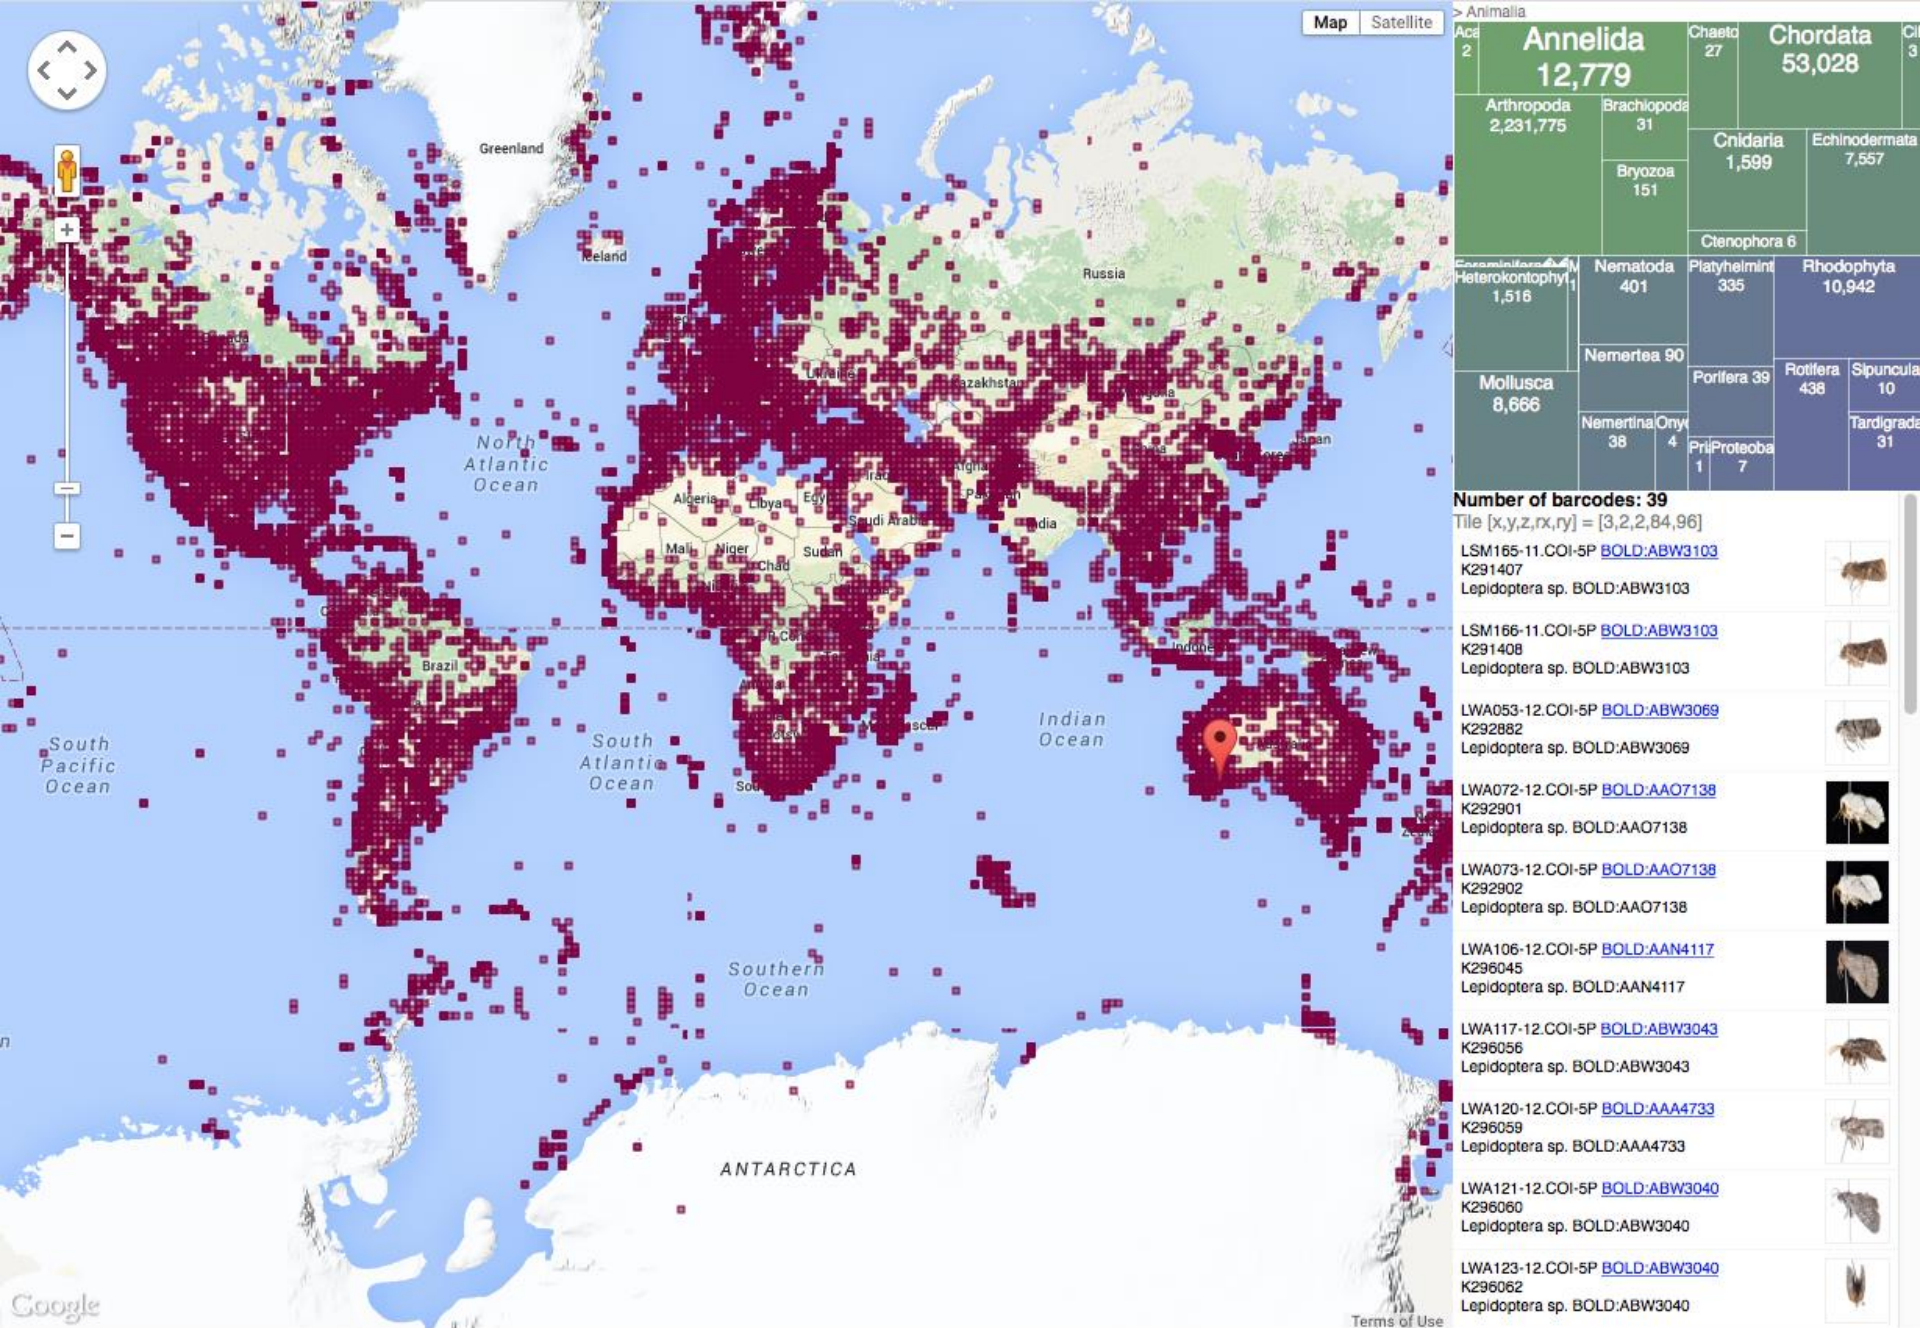 Map Satellite
Greenland
Iceland
Russia
Ukraine
North
Atlantic
Ocean
Algeria
Libya
Saudi Arabi
Mali
Niger
Sudan
Chad
India
Brazil
Indian
Ocean
South
Pacific
Ocean
South
Atlantic
Ocean
Southern
Ocean
ANTARCTICA
Google
Terms of Use
> Animalia
Aca
2
Annelida
12,779
Chaeto
27
Chordata
53,028
Cil
3
Arthropoda
2,231,775
Brachiopoda
31
Bryozoa
151
Cnidaria
1,599
Echinodermata
7,557
Ctenophora 6
Heterokontophyt
1,516
M
1
Nematoda
401
Platyhelmint
335
Rhodophyta
10,942
Mollusca
8,666
Nemertea 90
Porifera 39
Rotifera
438
Sipuncula
10
Nemertina
38
Ony
4
Pri
1
Proteoba
7
Tardigrada
31
Number of barcodes: 39
Tile [x,y,z,rx,ry] = [3,2,2,84,96]
LSM165-11.COI-5P BOLD:ABW3103
K291407
Lepidoptera sp. BOLD:ABW3103
LSM166-11.COI-5P BOLD:ABW3103
K291408
Lepidoptera sp. BOLD:ABW3103
LWA053-12.COI-5P BOLD:ABW3069
K292882
Lepidoptera sp. BOLD:ABW3069
LWA072-12.COI-5P BOLD:AAO7138
K292901
Lepidoptera sp. BOLD:AAO7138
LWA073-12.COI-5P BOLD:AAO7138
K292902
Lepidoptera sp. BOLD:AAO7138
LWA106-12.COI-5P BOLD:AAN4117
K296045
Lepidoptera sp. BOLD:AAN4117
LWA117-12.COI-5P BOLD:ABW3043
K296056
Lepidoptera sp. BOLD:ABW3043
LWA120-12.COI-5P BOLD:AAA4733
K296059
Lepidoptera sp. BOLD:AAA4733
LWA121-12.COI-5P BOLD:ABW3040
K296060
Lepidoptera sp. BOLD:ABW3040
LWA123-12.COI-5P BOLD:ABW3040
K296062
Lepidoptera sp. BOLD:ABW3040